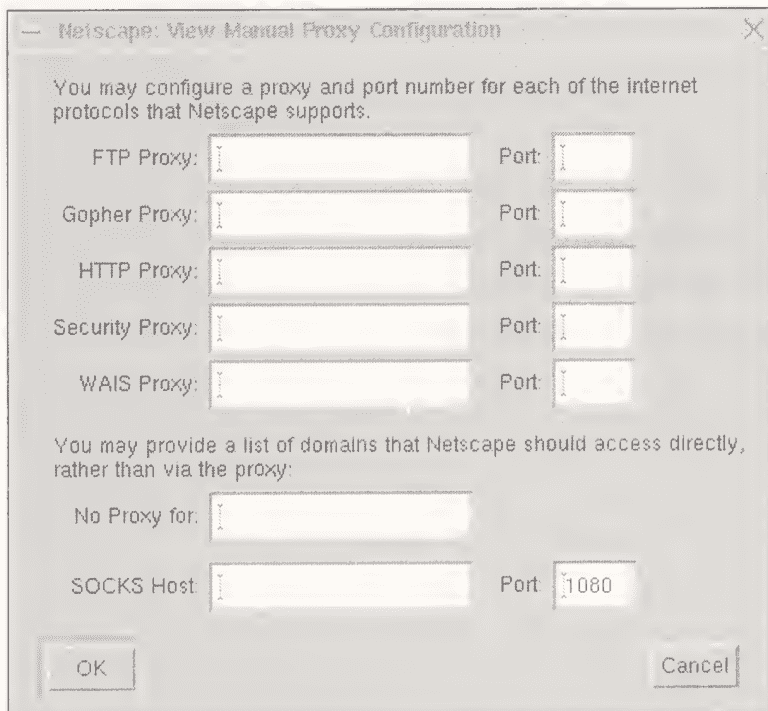 Netscape: View Manual Proxy Configuration
You may configure a proxy and port number for each of the internet
protocols that Netscape supports.
FTP Proxy: Port:
Gopher Proxy: Port:
HTTP Proxy: Port:
Security Proxy: Port:
WAIS Proxy: Port:
You may provide a list of domains that Netscape should access directly,
rather than via the proxy:
No Proxy for:
SOCKS Host: Port: 1080
OK Cancel